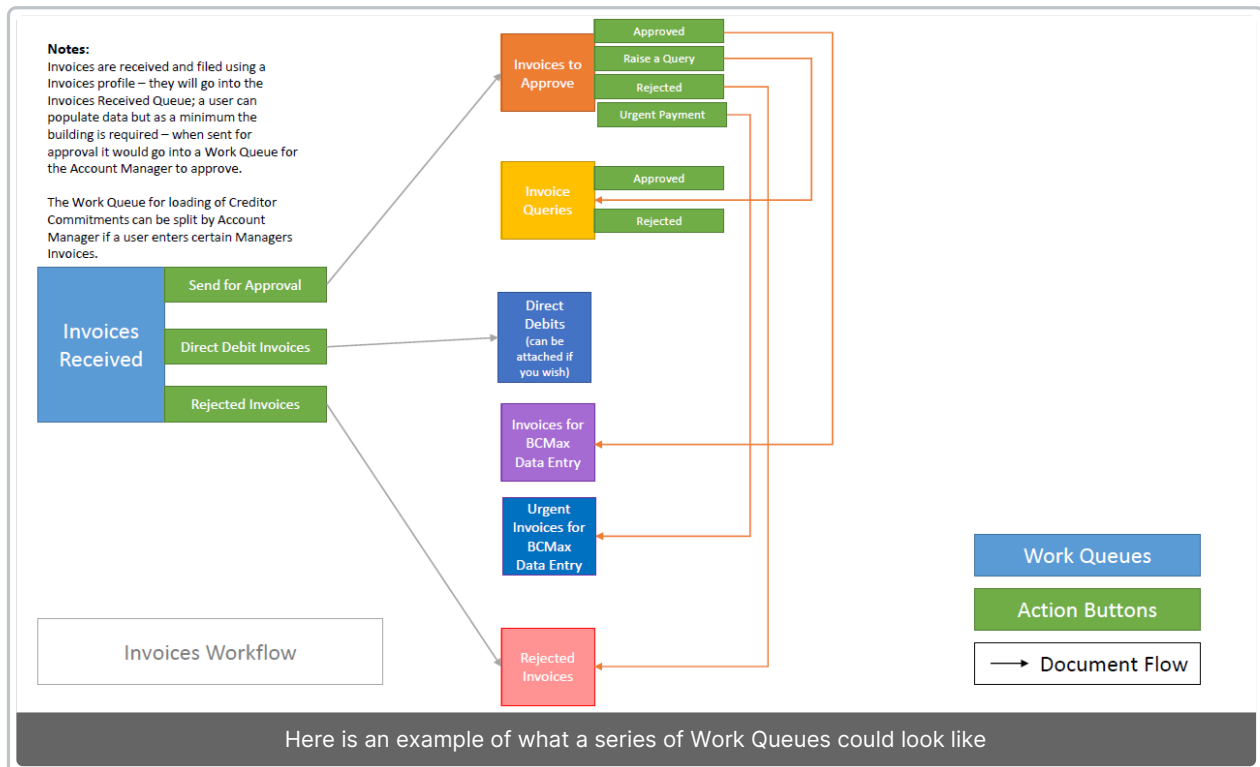 Notes:
Invoices are received and filed using a
Invoices profile – they will go into the
Invoices Received Queue; a user can
populate data but as a minimum the
building is required – when sent for
approval it would go into a Work Queue for
the Account Manager to approve.
The Work Queue for loading of Creditor
Commitments can be split by Account
Manager if a user enters certain Managers
Invoices.
Invoices
Received
Send for Approval
Direct Debit Invoices
Rejected Invoices
Invoices to
Approve
Approved
Raise a Query
Rejected
Urgent Payment
Invoice
Queries
Approved
Rejected
Direct
Debits
(can be
attached if
you wish)
Invoices for
BCMax
Data Entry
Urgent
Invoices for
BCMax
Data Entry
Rejected
Invoices
Invoices Workflow
Work Queues
Action Buttons
Document Flow
Here is an example of what a series of Work Queues could look like